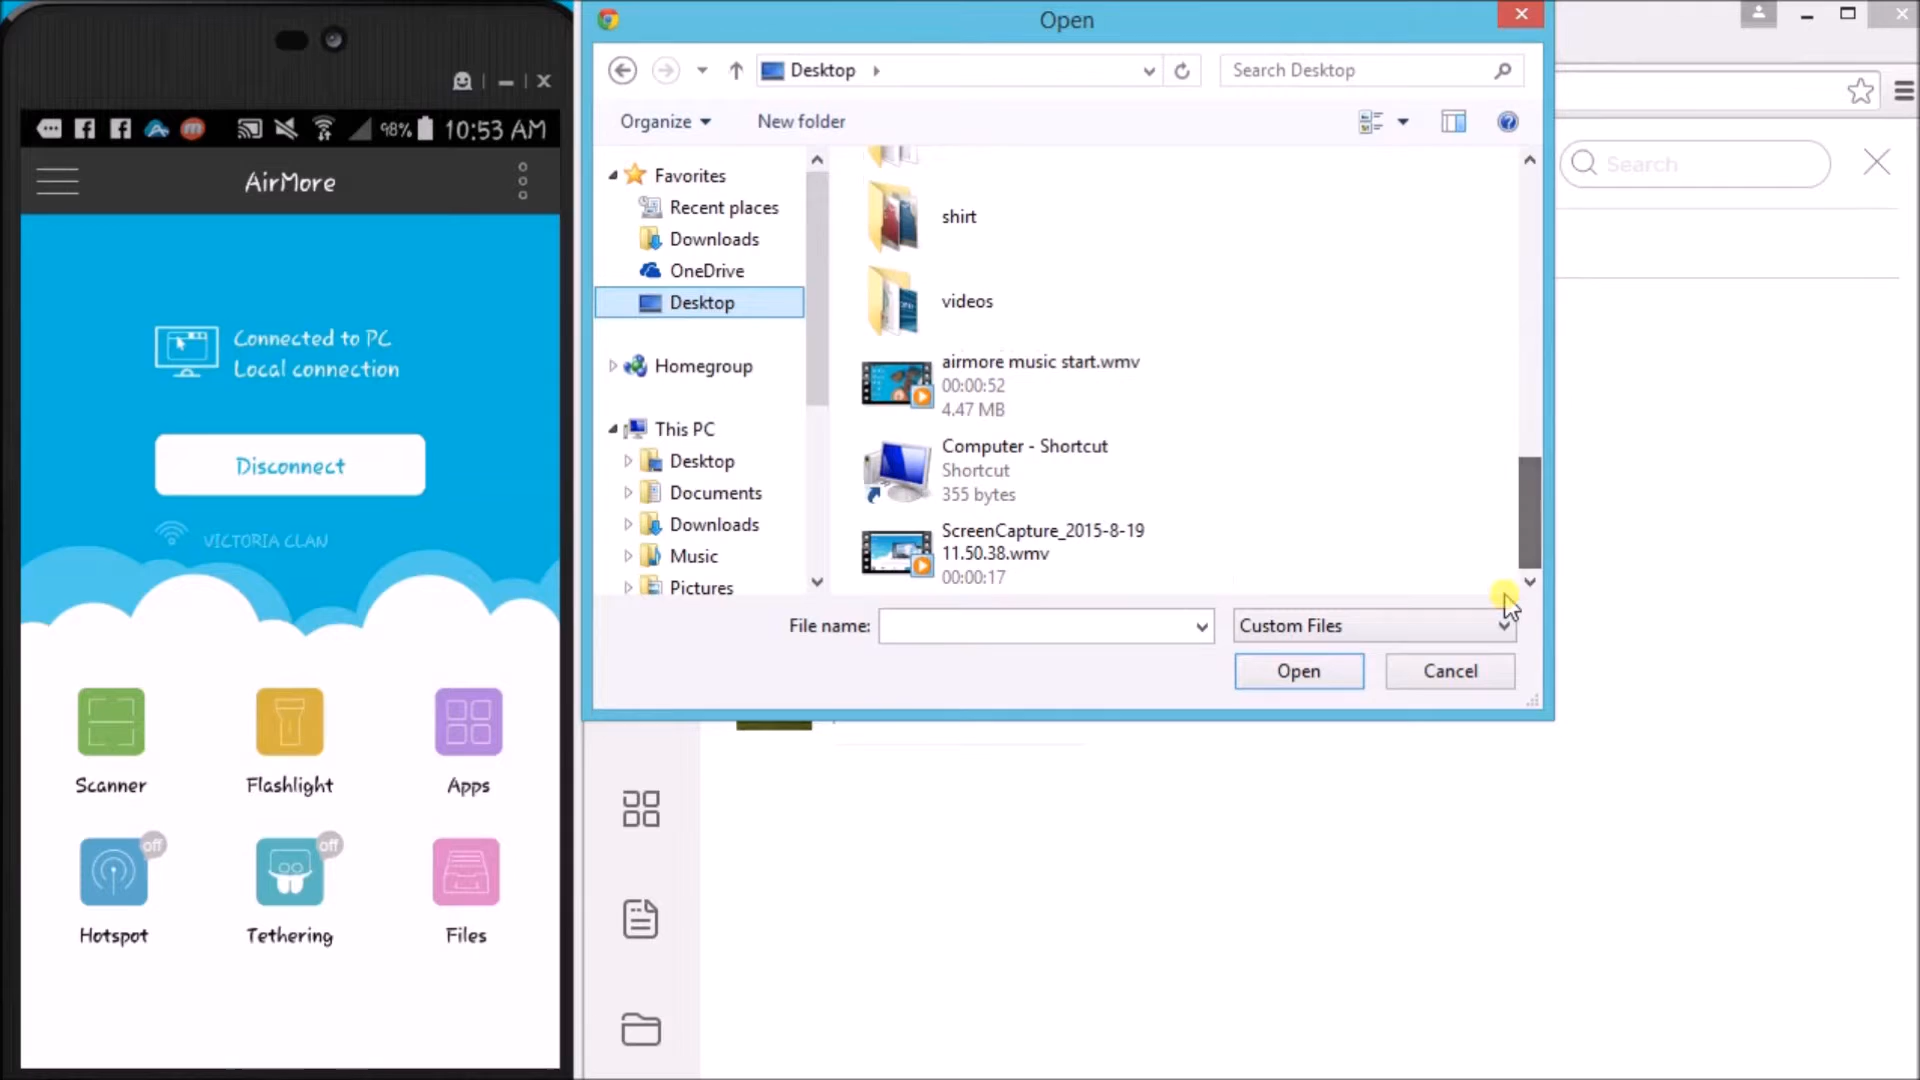 98% 10:53 AM
AirMore
Connected to PC
Local connection
Disconnect
VICTORIA CLAN
Scanner
Flashlight
Apps
off
off
Hotspot
Tethering
Files
Open
Desktop
Search Desktop
Organize
New folder
Favorites
Recent places
Downloads
OneDrive
Desktop
Homegroup
This PC
Desktop
Documents
Downloads
Music
Pictures
shirt
videos
airmore music start.wmv
00:00:52
4.47 MB
Computer - Shortcut
Shortcut
355 bytes
ScreenCapture_2015-8-19
11.50.38.wmv
00:00:17
File name:
Custom Files
Open
Cancel
Search